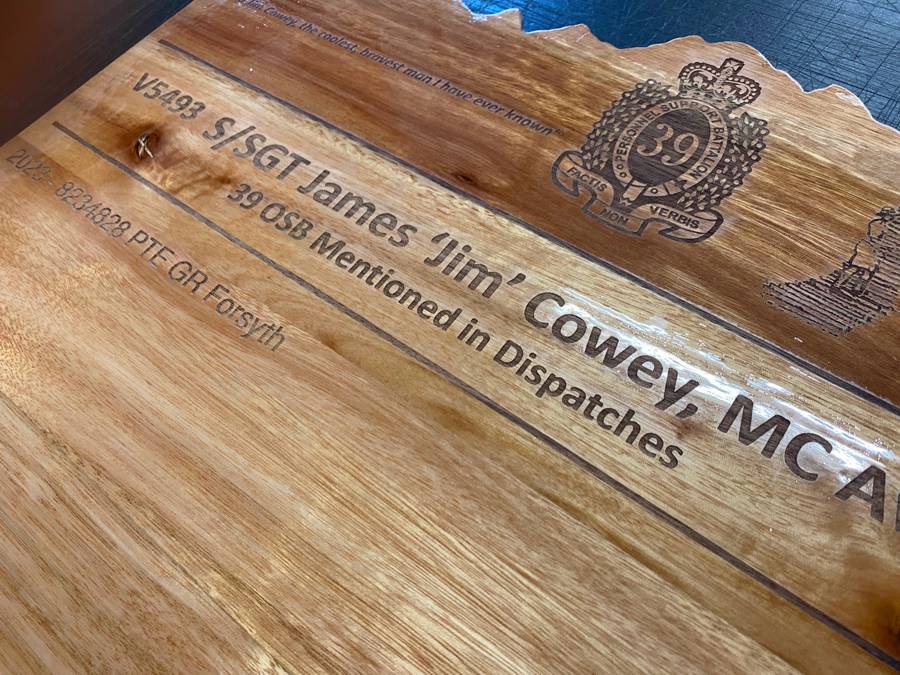 Jim Cowey, the coolest, bravest man I have ever known"
PERSONNEL SUPPORT BATTALION
39
FACTIS NON VERBIS
V5493 S/SGT James ‘Jim’ Cowey, MC
39 OSB Mentioned in Dispatches
2023 - 8234828 PTE GR Forsyth